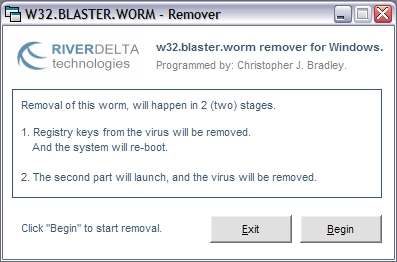 W32.BLASTER.WORM - Remover
RIVERDELTA
technologies
w32.blaster.worm remover for Windows.
Programmed by: Christopher J. Bradley.
Removal of this worm, will happen in 2 (two) stages.
1. Registry keys from the virus will be removed.
And the system will re-boot.
2. The second part will launch, and the virus will be removed.
Click "Begin" to start removal.
Exit
Begin